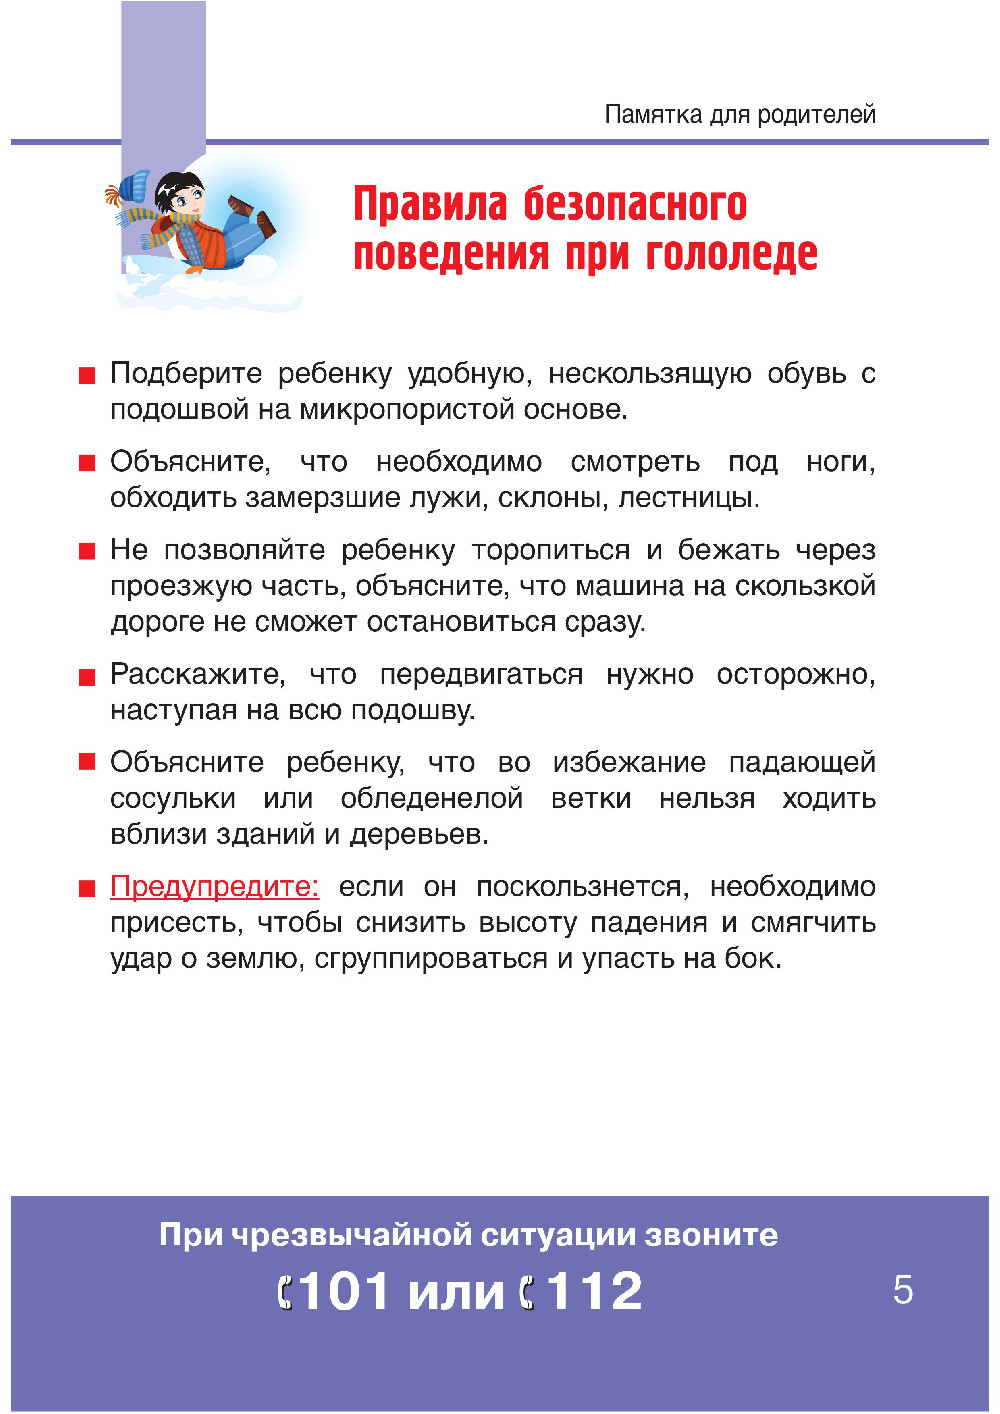 Памятка для родителей
Правила безопасного
поведения при гололеде
Подберите ребенку удобную, нескользящую обувь с
подошвой на микропористой основе.
Объясните, что необходимо смотреть под ноги,
обходить замерзшие лужи, склоны, лестницы.
Не позволяйте ребенку торопиться и бежать через
проезжую часть, объясните, что машина на скользкой
дороге не сможет остановиться сразу.
Расскажите, что передвигаться нужно осторожно,
наступая на всю подошву.
Объясните ребенку, что во избежание падающей
сосульки или обледенелой ветки нельзя ходить
вблизи зданий и деревьев.
Предупредите: если он поскользнется, необходимо
присесть, чтобы снизить высоту падения и смягчить
удар о землю, сгруппироваться и упасть на бок.
При чрезвычайной ситуации звоните
101 или 112
5